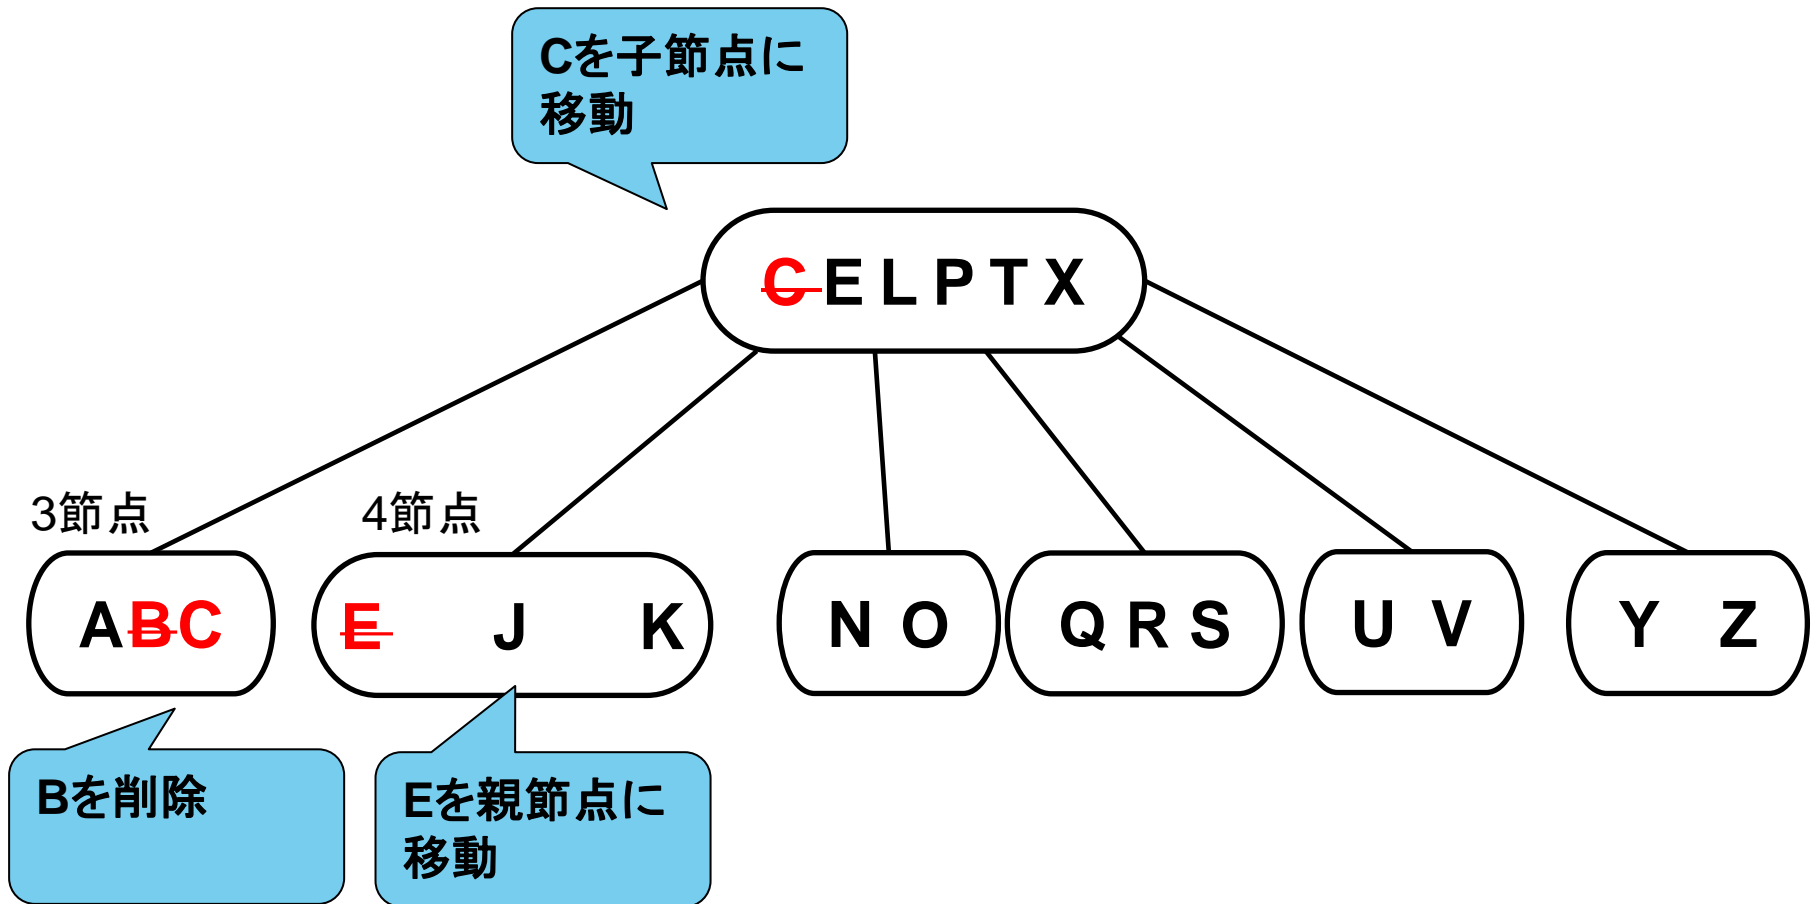 Cを子節点に
移動
C E L P T X
3節点
4節点
A B C
E J K
N O
Q R S
U V
Y Z
Bを削除
Eを親節点に
移動